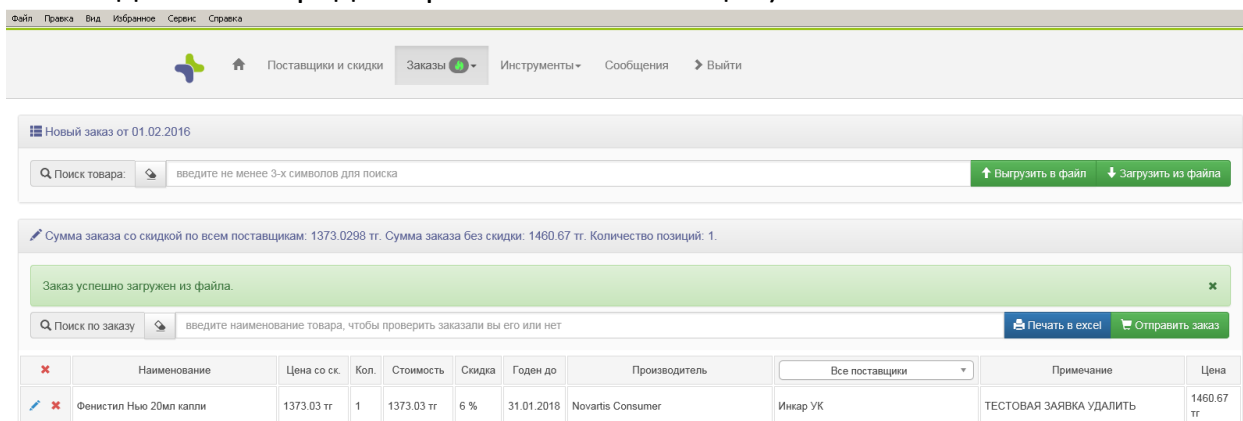 Файл Правка Вид Избранное Сервис Справка
Поставщики и скидки Заказы Инструменты Сообщения Выйти
Новый заказ от 01.02.2016
Поиск товара: введите не менее 3-х символов для поиска Выгрузить в файл Загрузить из файла
Сумма заказа со скидкой по всем поставщикам: 1373.0298 тг. Сумма заказа без скидки: 1460.67 тг. Количество позиций: 1.
Заказ успешно загружен из файла.
Поиск по заказу введите наименование товара, чтобы проверить заказали вы его или нет Печать в excel Отправить заказ
Наименование Цена со ск. Кол. Стоимость Скидка Годен до Производитель Все поставщики Примечание Цена
Фенистил Нью 20мл капли 1373.03 тг 1 1373.03 тг 6 % 31.01.2018 Novartis Consumer Инкар УК ТЕСТОВАЯ ЗАЯВКА УДАЛИТЬ 1460.67
тг